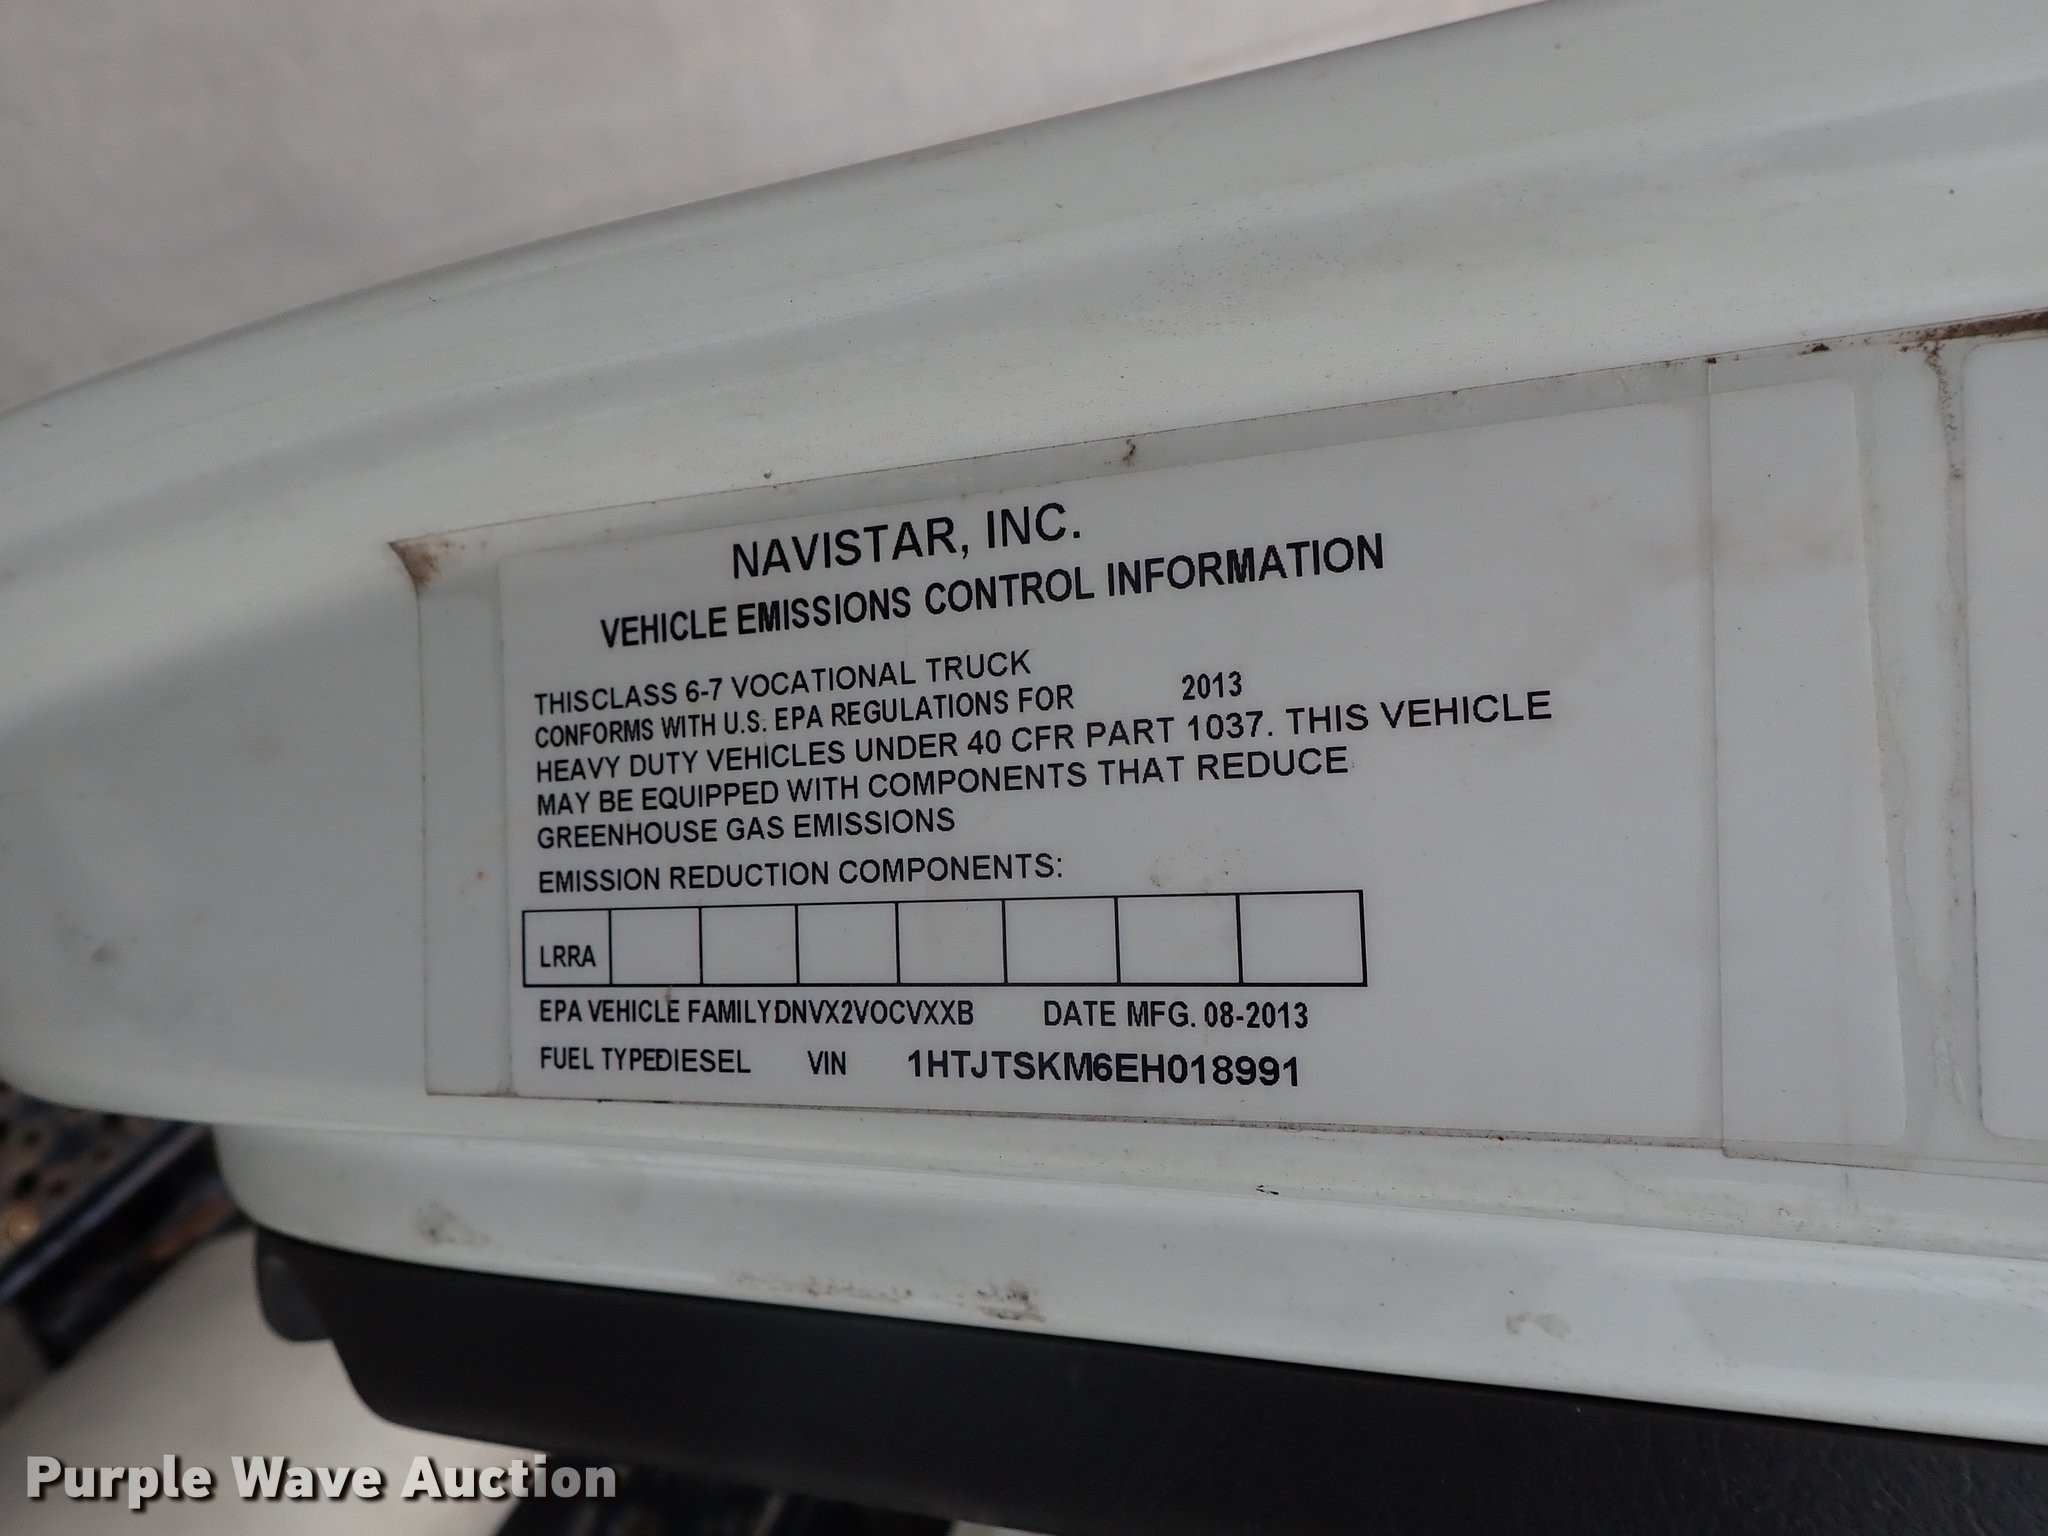 NAVISTAR, INC.
VEHICLE EMISSIONS CONTROL INFORMATION
THISCLASS 6-7 VOCATIONAL TRUCK
CONFORMS WITH U.S. EPA REGULATIONS FOR 2013
HEAVY DUTY VEHICLES UNDER 40 CFR PART 1037. THIS VEHICLE
MAY BE EQUIPPED WITH COMPONENTS THAT REDUCE
GREENHOUSE GAS EMISSIONS
EMISSION REDUCTION COMPONENTS:
LRRA
EPA VEHICLE FAMILYDNVX2VOCVXXB DATE MFG. 08-2013
FUEL TYPEDIESEL VIN 1HTJTSKM6EH018991
Purple Wave Auction